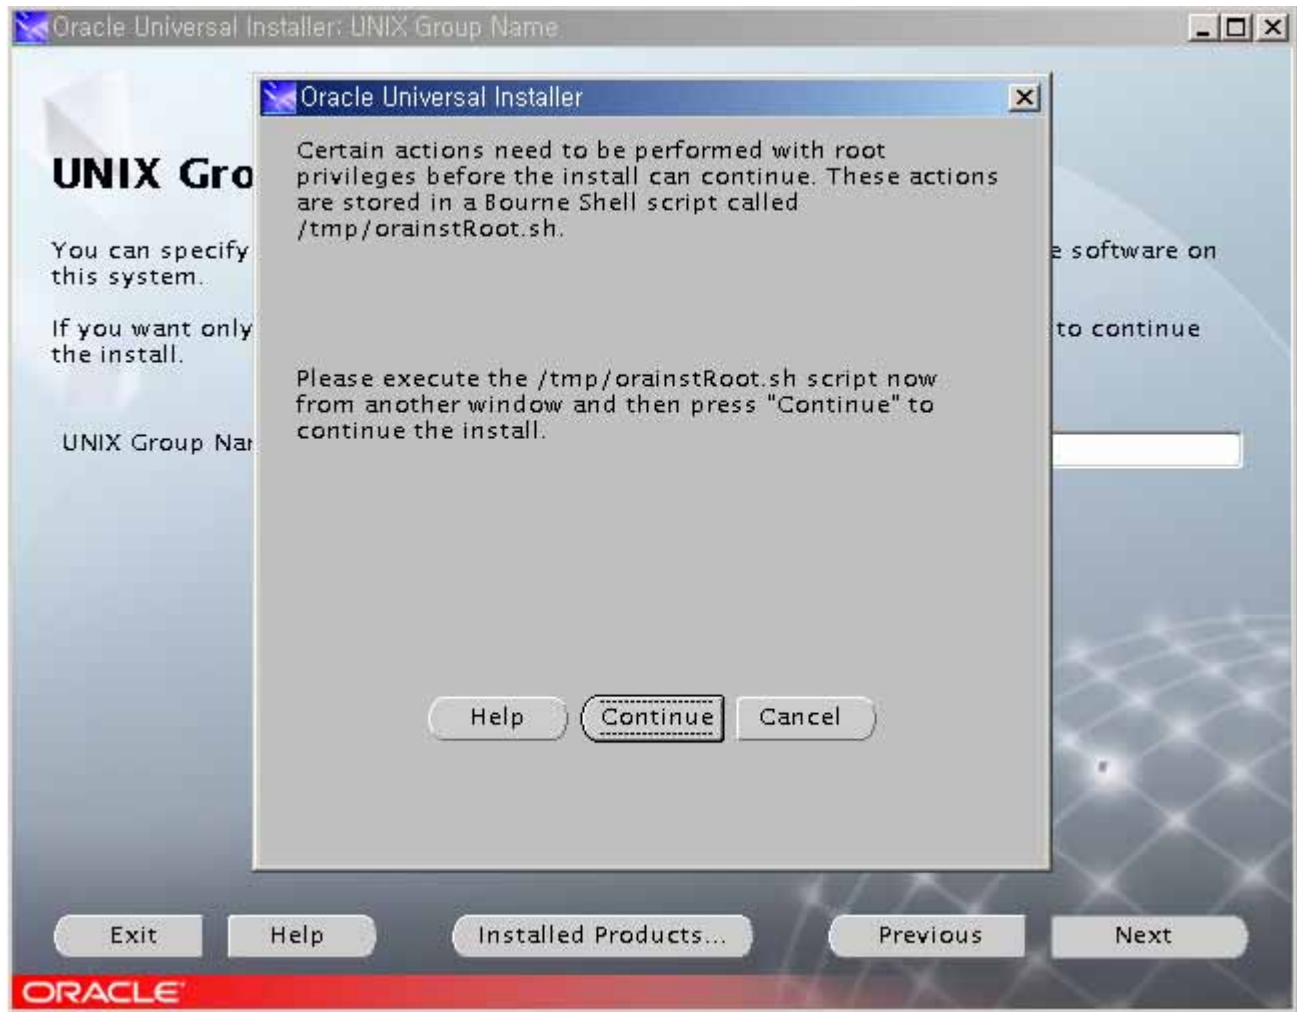 Oracle Universal Installer: UNIX Group Name
Oracle Universal Installer
Certain actions need to be performed with root
privileges before the install can continue. These actions
are stored in a Bourne Shell script called
/tmp/orainstRoot.sh.
Please execute the /tmp/orainstRoot.sh script now
from another window and then press "Continue" to
continue the install.
Help
Continue
Cancel
UNIX Gro
You can specify
e software on
this system.
If you want only
to continue
the install.
UNIX Group Nar
Exit
Help
Installed Products...
Previous
Next
ORACLE